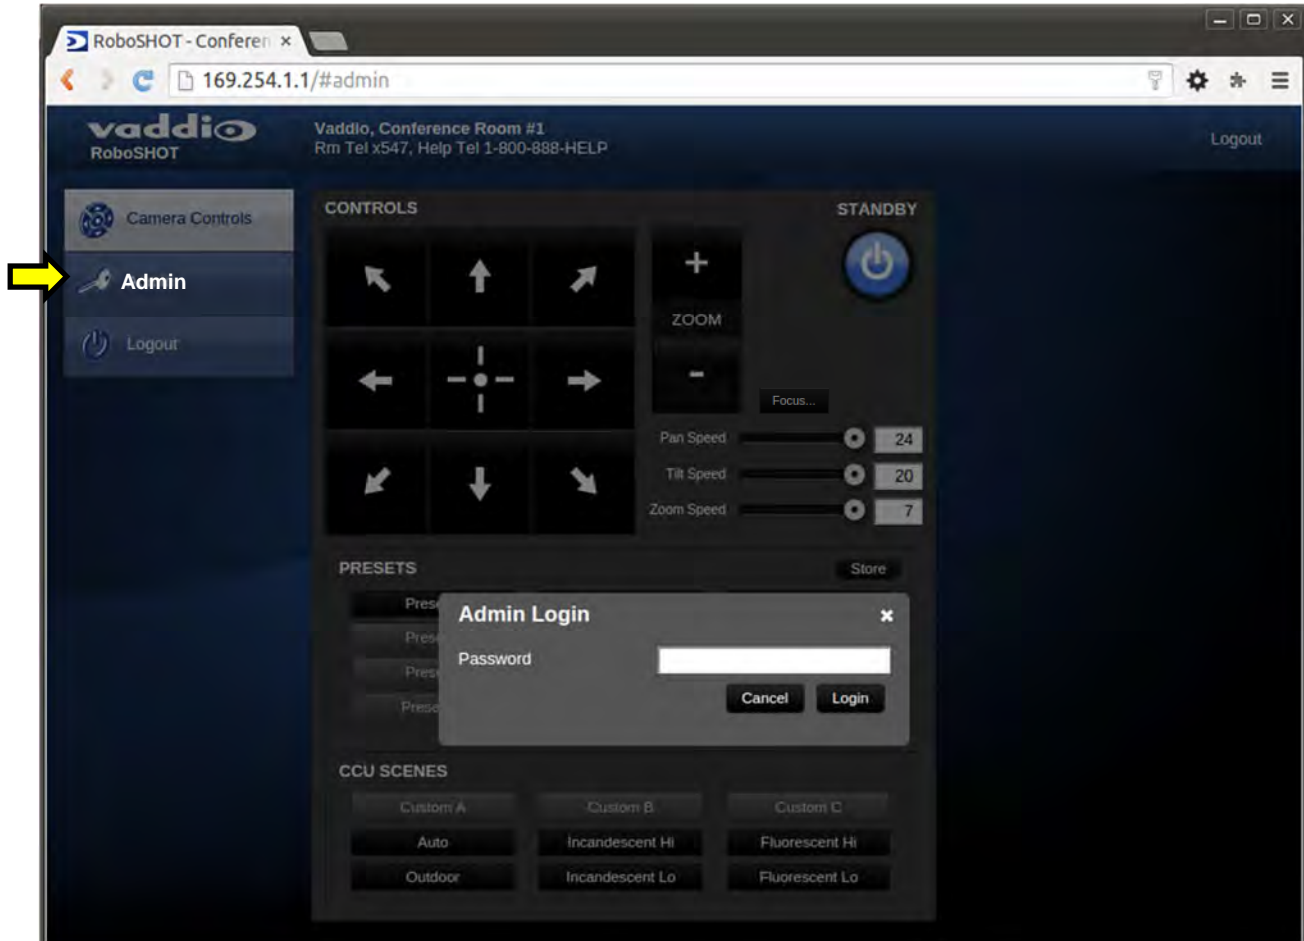 RoboSHOT - Conferen
169.254.1.1/#admin
vaddio
RoboSHOT
Vaddio, Conference Room #1
Rm Tel x547, Help Tel 1-800-888-HELP
Logout
Camera Controls
Admin
Logout
CONTROLS
STANDBY
+
ZOOM
-
Focus...
Pan Speed 24
Tilt Speed 20
Zoom Speed 7
PRESETS
Store
Admin Login
Password
Cancel Login
CCU SCENES
Custom A Custom B Custom C
Auto Incandescent Hi Fluorescent Hi
Outdoor Incandescent Lo Fluorescent Lo